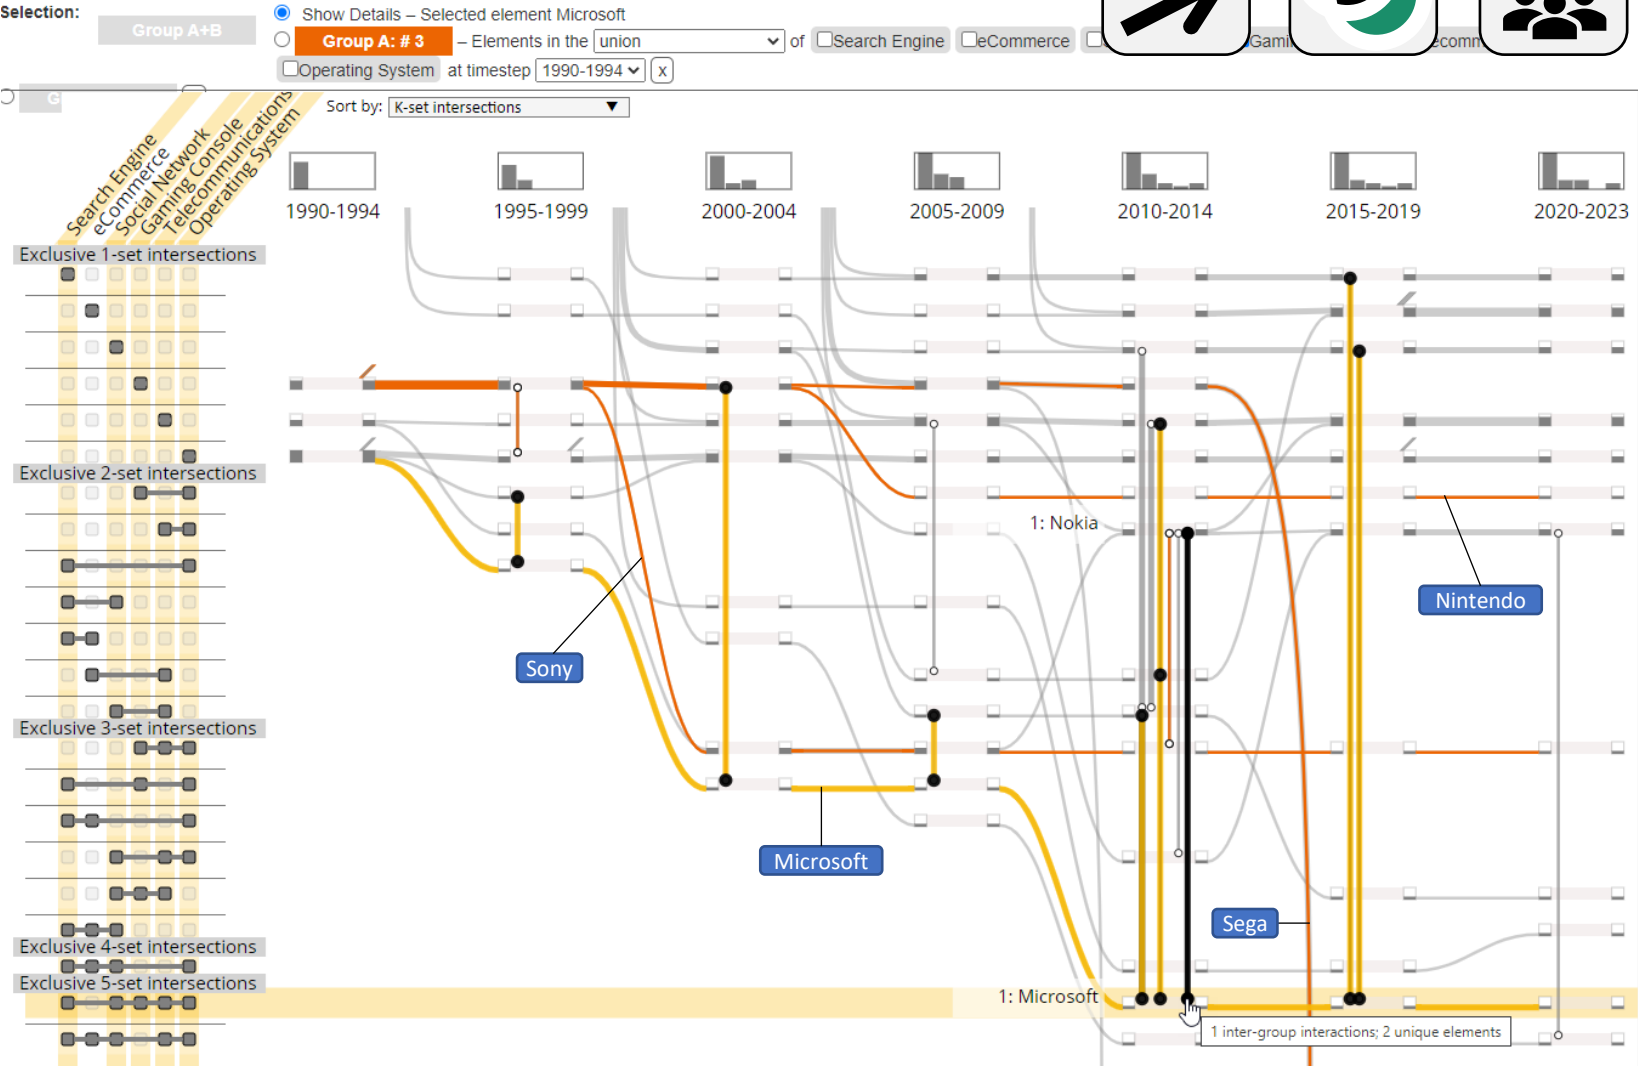 Selection:
Group A+B
Show Details – Selected element Microsoft
Group A: # 3 – Elements in the union of Search Engine eCommerce
Operating System at timestep 1990-1994 x
G
Sort by: K-set intersections
Search Engine
eCommerce
Social Network
Gaming Console
Telecommunications
Operating System
1990-1994
1995-1999
2000-2004
2005-2009
2010-2014
2015-2019
2020-2023
Exclusive 1-set intersections
Exclusive 2-set intersections
1: Nokia
Nintendo
Sony
Exclusive 3-set intersections
Microsoft
Sega
Exclusive 4-set intersections
Exclusive 5-set intersections
1: Microsoft
1 inter-group interactions; 2 unique elements